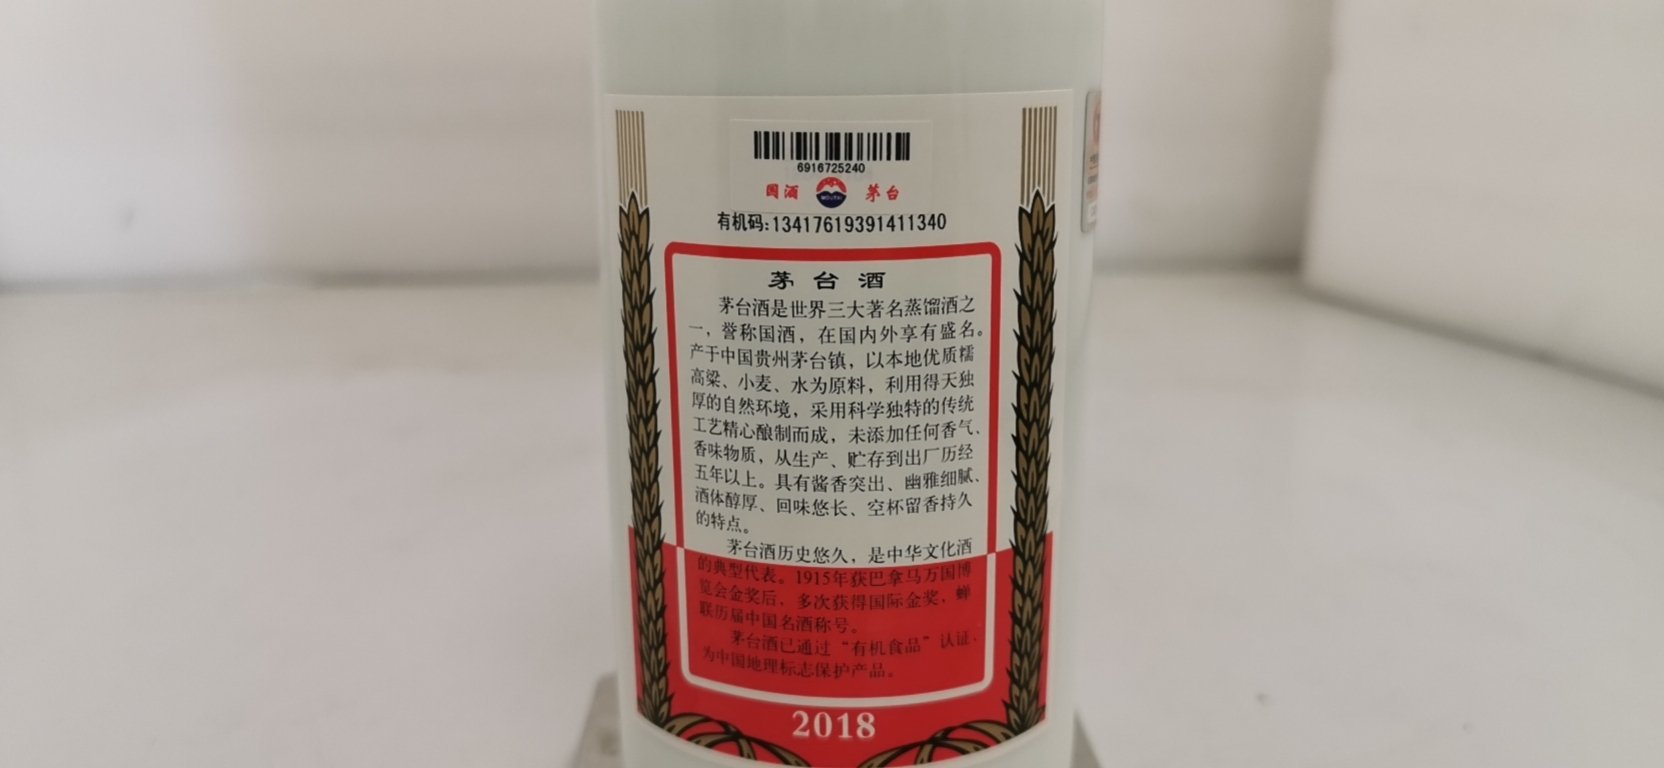 6916725240
国酒 MOUTAI 茅台
有机码:13417619391411340
茅台酒
茅台酒是世界三大著名蒸馏酒之
一，誉称国酒，在国内外享有盛名。
产于中国贵州茅台镇，以本地优质糯
高粱、小麦、水为原料，利用得天独
厚的自然环境，采用科学独特的传统
工艺精心酿制而成，未添加任何香气、
香味物质，从生产、贮存到出厂历经
五年以上。具有酱香突出、幽雅细腻、
酒体醇厚、回味悠长、空杯留香持久
的特点。
茅台酒历史悠久，是中华文化酒
的典型代表。1915年获巴拿马万国博
览会金奖后，多次获得国际金奖，蝉
联历届中国名酒称号。
茅台酒已通过“有机食品”认证、
为中国地理标志保护产品。
2018